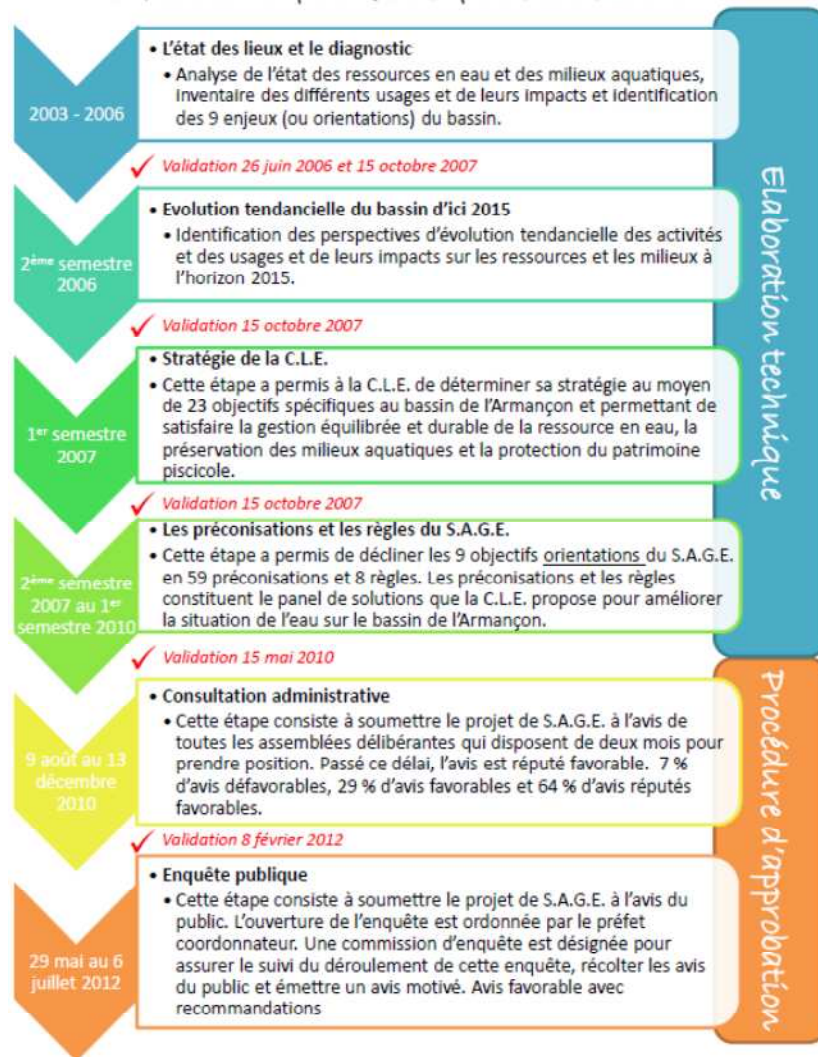 2003 - 2006
• L'état des lieux et le diagnostic
• Analyse de l'état des ressources en eau et des milieux aquatiques,
inventaire des différents usages et de leurs impacts et identification
des 9 enjeux (ou orientations) du bassin.
Validation 26 juin 2006 et 15 octobre 2007
2ème semestre
2006
• Evolution tendancielle du bassin d'ici 2015
• Identification des perspectives d'évolution tendancielle des activités
et des usages et de leurs impacts sur les ressources et les milieux à
l'horizon 2015.
Validation 15 octobre 2007
1er semestre
2007
• Stratégie de la C.L.E.
• Cette étape a permis à la C.L.E. de déterminer sa stratégie au moyen
de 23 objectifs spécifiques au bassin de l'Armançon et permettant de
satisfaire la gestion équilibrée et durable de la ressource en eau, la
préservation des milieux aquatiques et la protection du patrimoine
piscicole.
Validation 15 octobre 2007
2ème semestre
2007 au 1er
semestre 2010
• Les préconisations et les règles du S.A.G.E.
• Cette étape a permis de décliner les 9 objectifs orientations du S.A.G.E.
en 59 préconisations et 8 règles. Les préconisations et les règles
constituent le panel de solutions que la C.L.E. propose pour améliorer
la situation de l'eau sur le bassin de l'Armançon.
Validation 15 mai 2010
Elaboration technique
9 août au 13
décembre
2010
• Consultation administrative
• Cette étape consiste à soumettre le projet de S.A.G.E. à l'avis de
toutes les assemblées délibérantes qui disposent de deux mois pour
prendre position. Passé ce délai, l'avis est réputé favorable. 7 %
d'avis défavorables, 29 % d'avis favorables et 64 % d'avis réputés
favorables.
Validation 8 février 2012
29 mai au 6
juillet 2012
• Enquête publique
• Cette étape consiste à soumettre le projet de S.A.G.E. à l'avis du
public. L'ouverture de l'enquête est ordonnée par le préfet
coordonnateur. Une commission d'enquête est désignée pour
assurer le suivi du déroulement de cette enquête, récolter les avis
du public et émettre un avis motivé. Avis favorable avec
recommandations
Procédure d'approbation